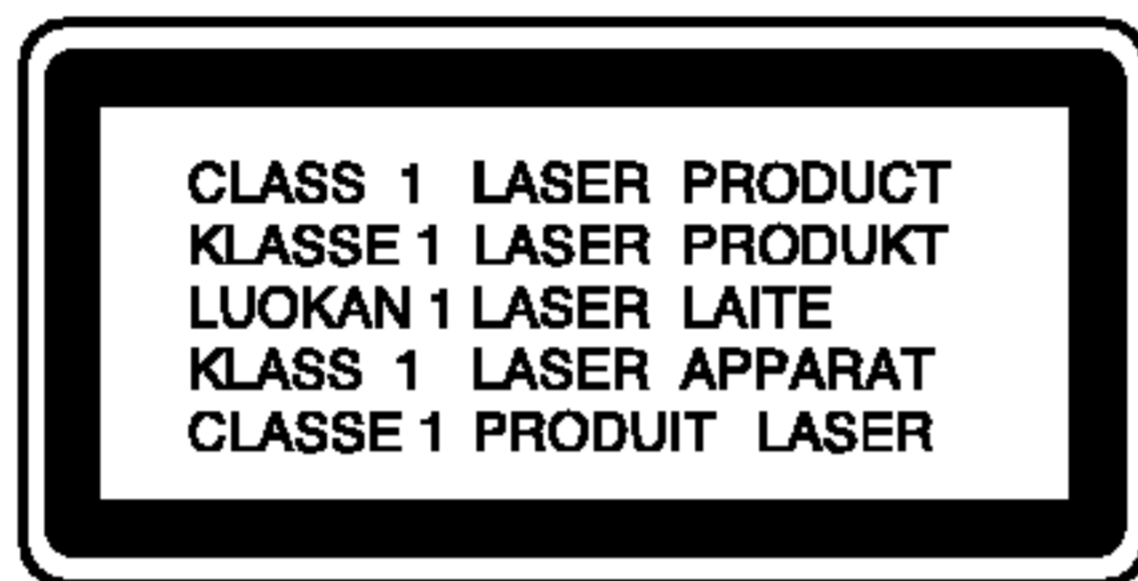 CLASS 1 LASER PRODUCT
KLASSE 1 LASER PRODUKT
LUOKAN 1 LASER LAITE
KLASS 1 LASER APPARAT
CLASSE 1 PRODUIT LASER